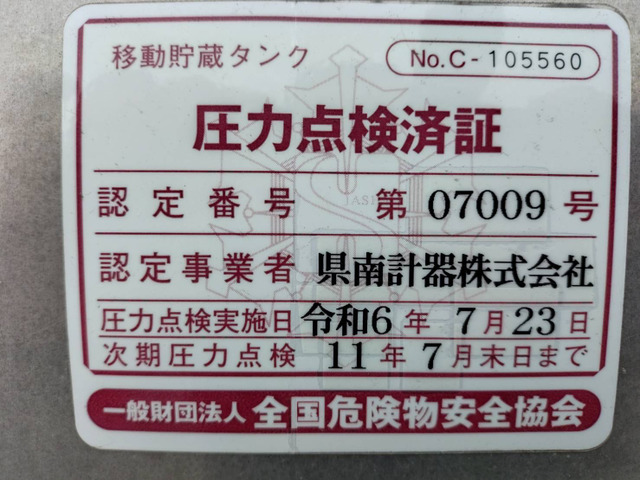 移動貯蔵タンク No.C-105560
圧力点検済証
認定番号 第 07009 号
認定事業者 県南計器株式会社
圧力点検実施日 令和6年 7月23日
次期圧力点検 11年 7月末日まで
一般財団法人 全国危険物安全協会